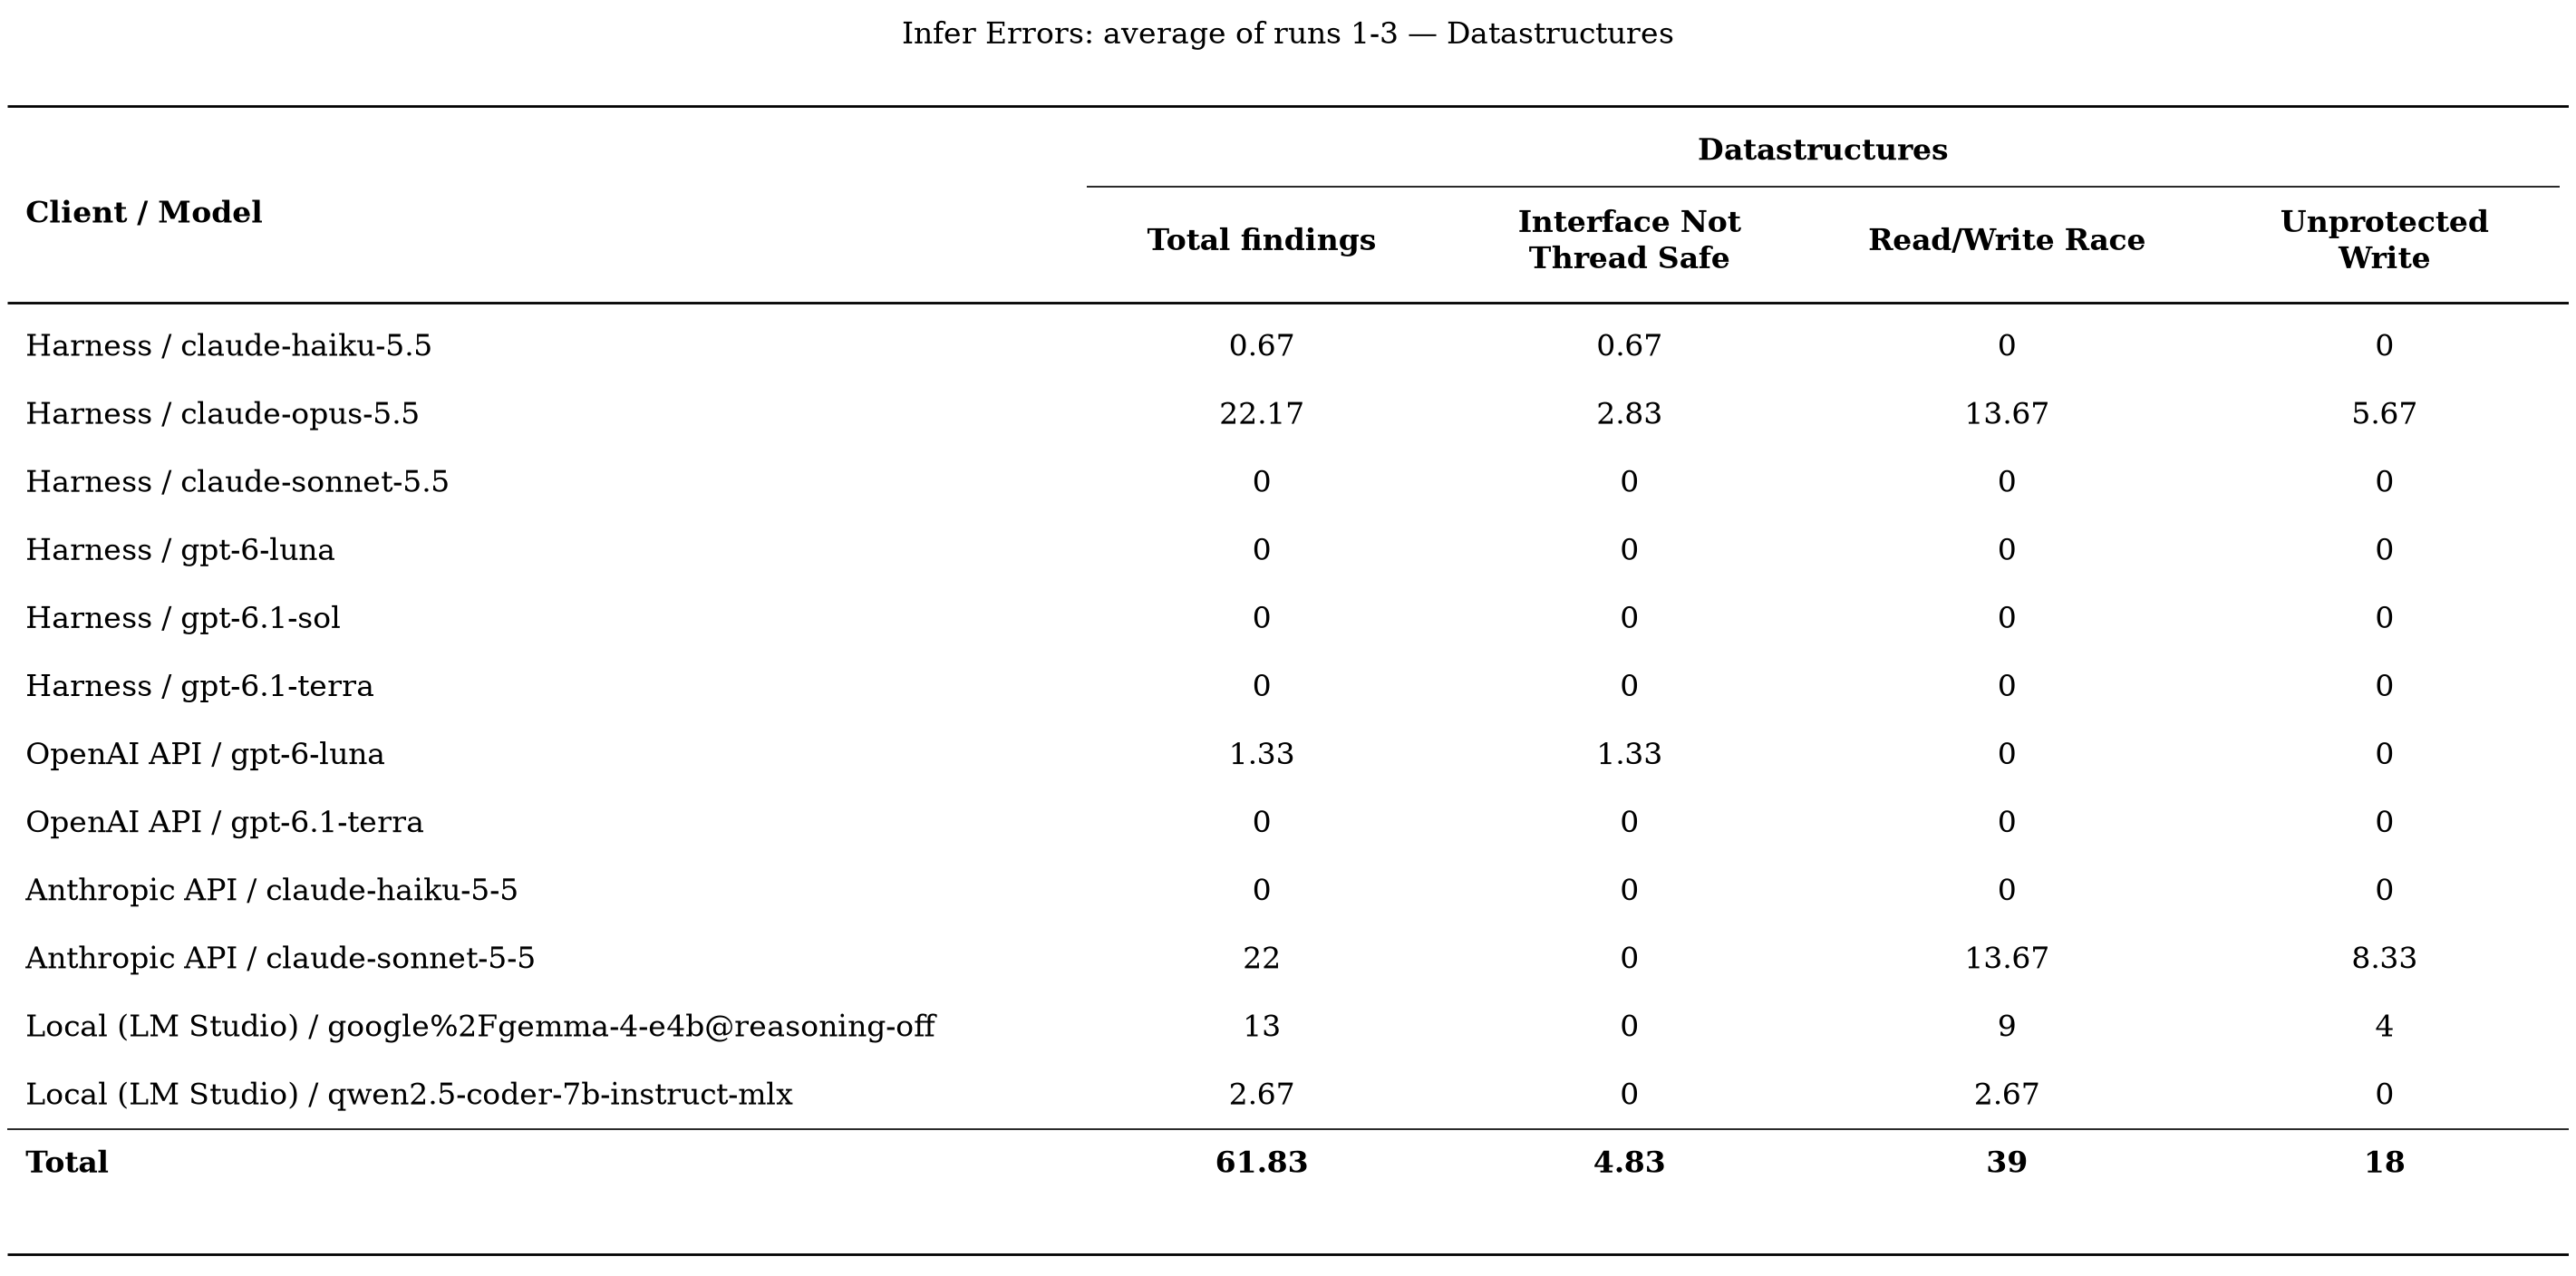 Infer Errors: average of runs 1-3 — Datastructures
Datastructures
Client / Model
Total findings
Interface Not
Thread Safe
Read/Write Race
Unprotected
Write
Harness / claude-haiku-5.5 0.67 0.67 0 0
Harness / claude-opus-5.5 22.17 2.83 13.67 5.67
Harness / claude-sonnet-5.5 0 0 0 0
Harness / gpt-6-luna 0 0 0 0
Harness / gpt-6.1-sol 0 0 0 0
Harness / gpt-6.1-terra 0 0 0 0
OpenAI API / gpt-6-luna 1.33 1.33 0 0
OpenAI API / gpt-6.1-terra 0 0 0 0
Anthropic API / claude-haiku-5-5 0 0 0 0
Anthropic API / claude-sonnet-5-5 22 0 13.67 8.33
Local (LM Studio) / google%2Fgemma-4-e4b@reasoning-off 13 0 9 4
Local (LM Studio) / qwen2.5-coder-7b-instruct-mlx 2.67 0 2.67 0
Total 61.83 4.83 39 18